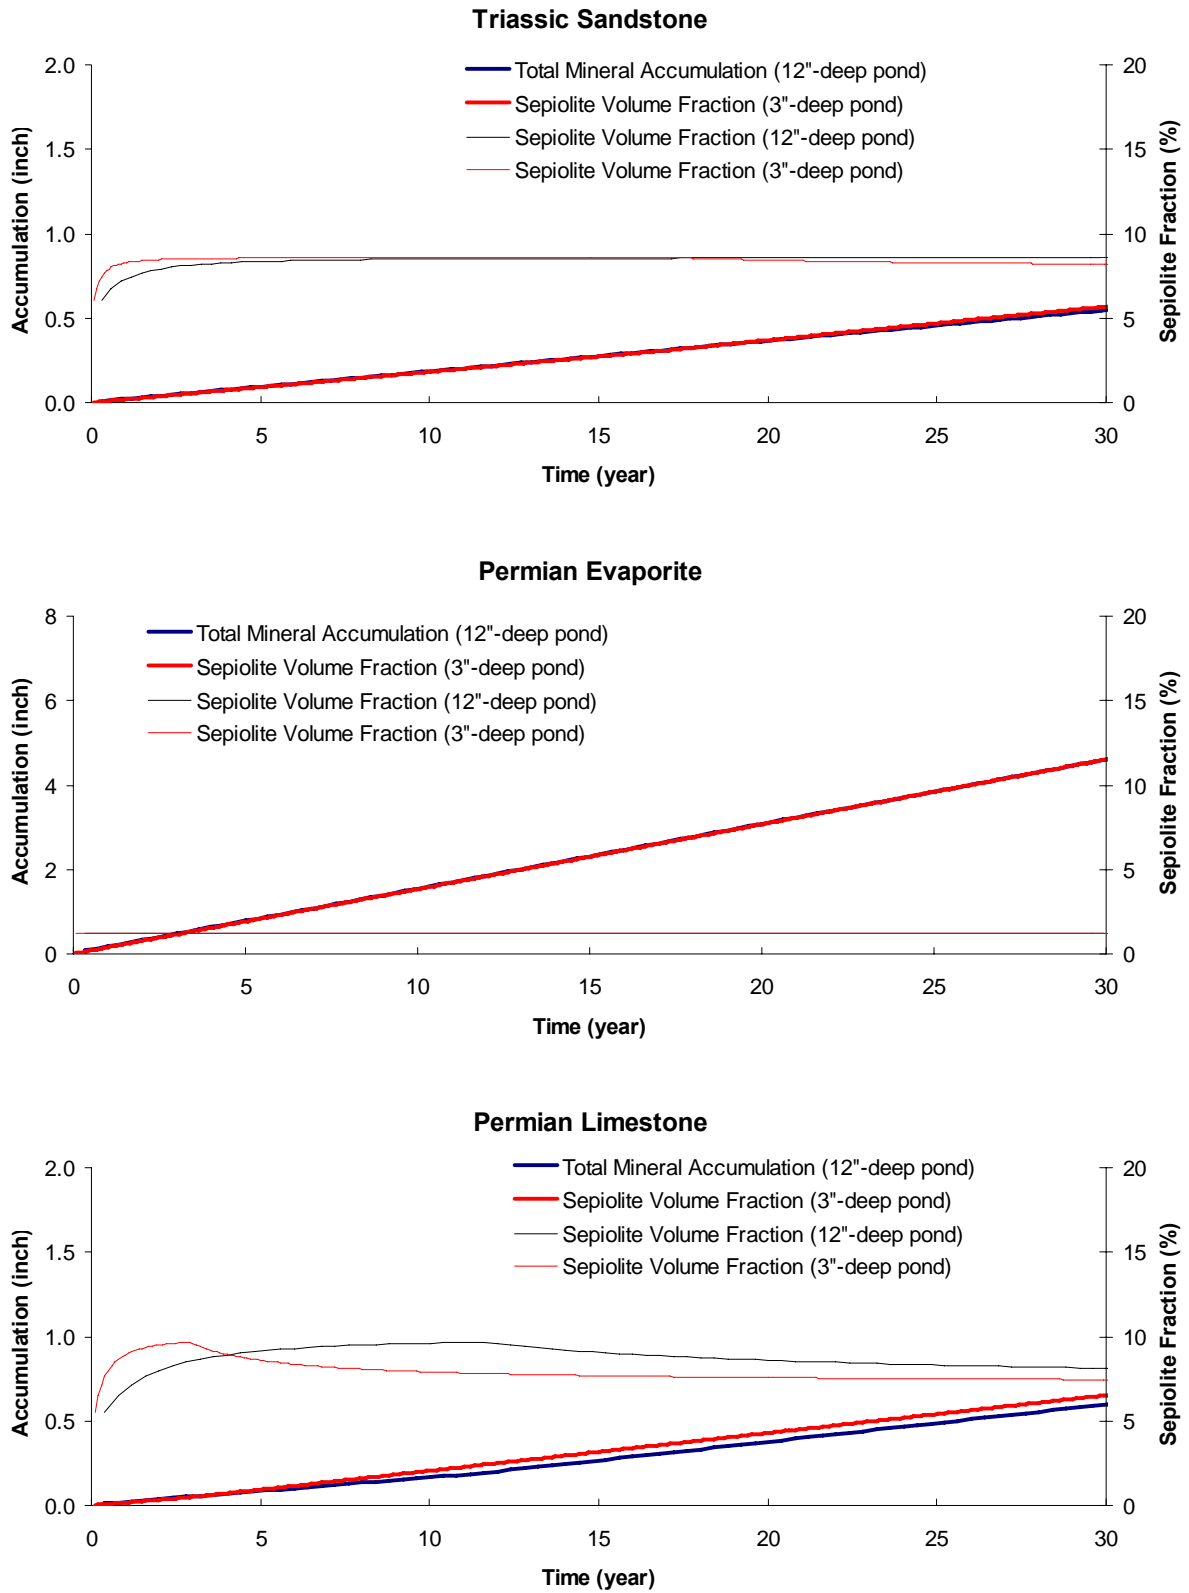 Triassic Sandstone
Total Mineral Accumulation (12"-deep pond)
Sepiolite Volume Fraction (3"-deep pond)
Sepiolite Volume Fraction (12"-deep pond)
Sepiolite Volume Fraction (3"-deep pond)
Accumulation (inch)
2.0
1.5
1.0
0.5
0.0
20
15
10
5
0
Sepiolite Fraction (%)
0 5 10 15 20 25 30
Time (year)
Permian Evaporite
Total Mineral Accumulation (12"-deep pond)
Sepiolite Volume Fraction (3"-deep pond)
Sepiolite Volume Fraction (12"-deep pond)
Sepiolite Volume Fraction (3"-deep pond)
Accumulation (inch)
8
6
4
2
0
20
15
10
5
0
Sepiolite Fraction (%)
0 5 10 15 20 25 30
Time (year)
Permian Limestone
Total Mineral Accumulation (12"-deep pond)
Sepiolite Volume Fraction (3"-deep pond)
Sepiolite Volume Fraction (12"-deep pond)
Sepiolite Volume Fraction (3"-deep pond)
Accumulation (inch)
2.0
1.5
1.0
0.5
0.0
20
15
10
5
0
Sepiolite Fraction (%)
0 5 10 15 20 25 30
Time (year)